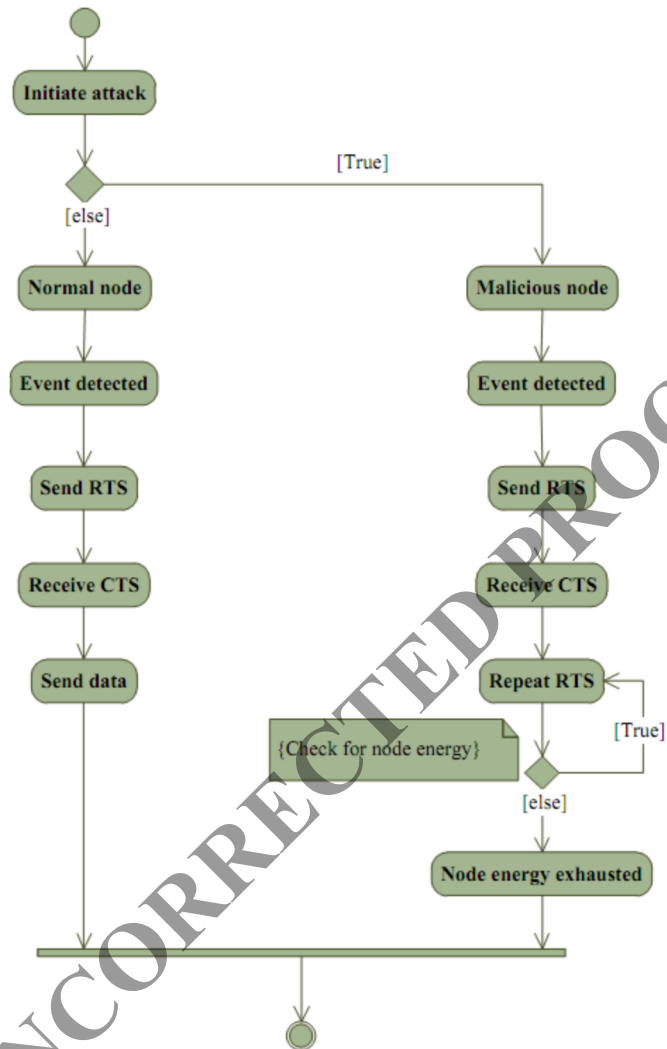 Initiate attack
[True]
[else]
Normal node
Malicious node
Event detected
Event detected
Send RTS
Send RTS
Receive CTS
Receive CTS
Send data
Repeat RTS
[True]
{Check for node energy}
[else]
Node energy exhausted
NCORRECTED PROO